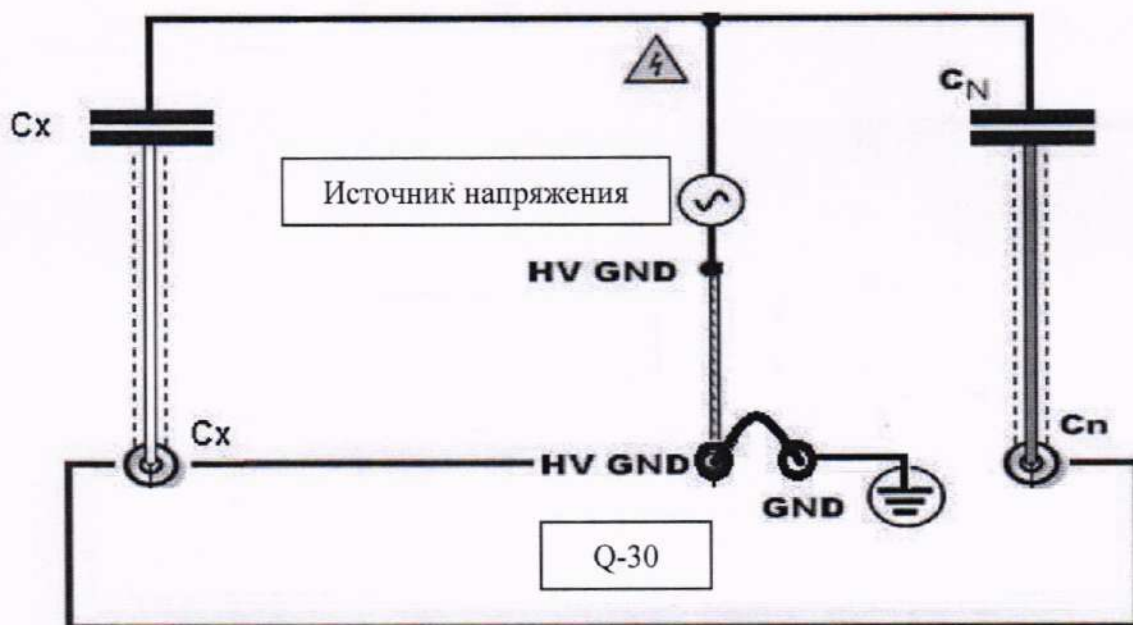 Cx
CN
Источник напряжения
HV GND
Cx
HV GND
GND
Cn
Q-30